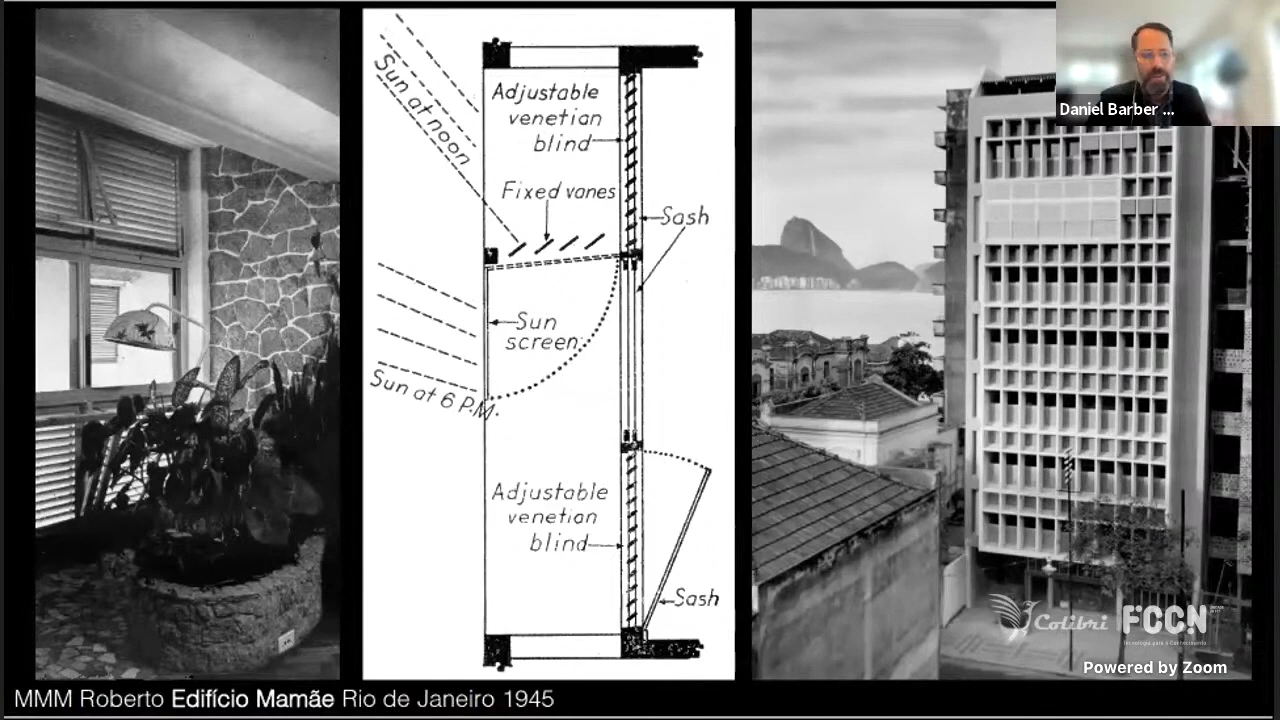 Sun at noon
Adjustable
venetian
blind
Fixed vanes
Sash
Sun
screen
Sun at 6 P.M.
Adjustable
venetian
blind
Sash
Daniel Barber ...
Colibri
FCCN
Powered by Zoom
MMM Roberto Edifício Mamãe Rio de Janeiro 1945